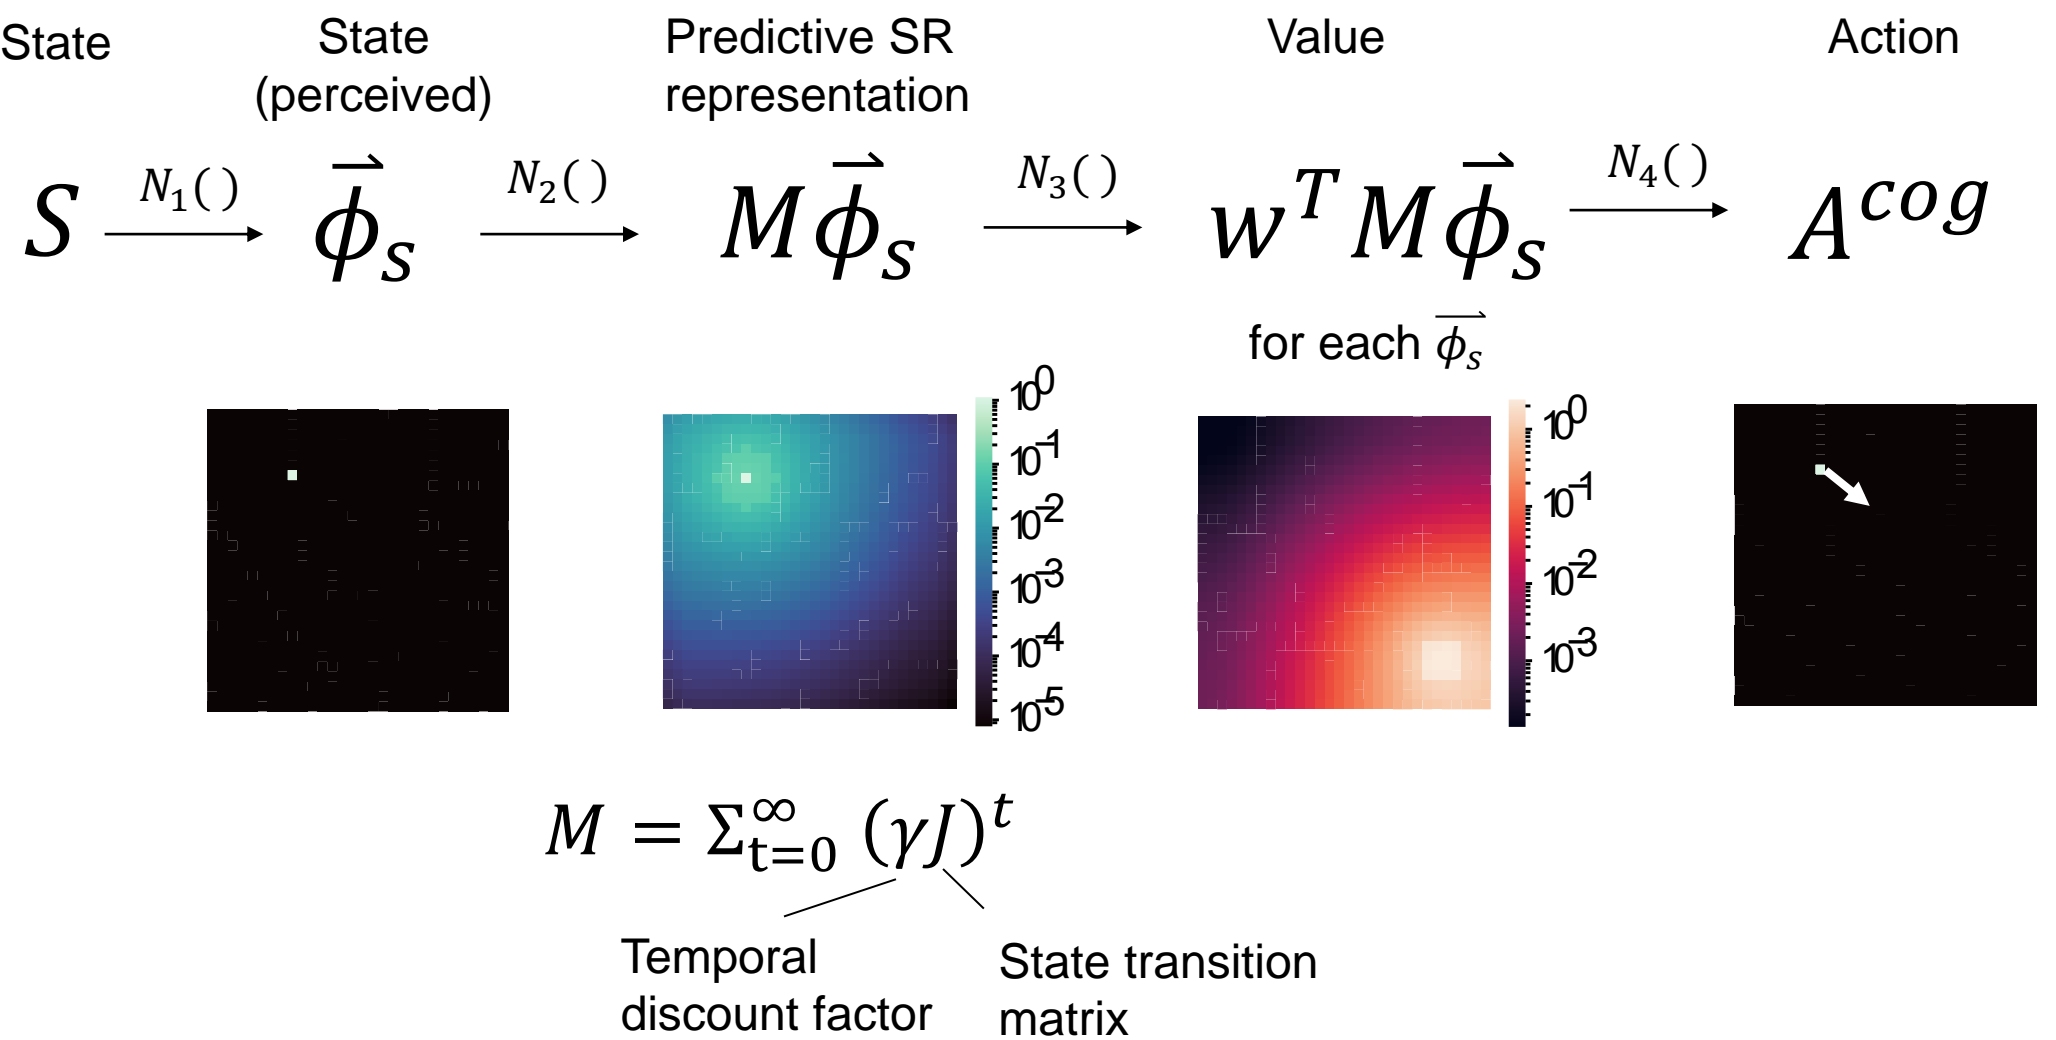 State
State
(perceived)
Predictive SR
representation
Value
Action
S
N₁( )
ϕ⃗ₛ
N₂( )
Mϕ⃗ₛ
N₃( )
wᵀMϕ⃗ₛ
N₄( )
Aᶜᵒᵍ
for each ϕ⃗ₛ
10⁰
10⁻¹
10⁻²
10⁻³
10⁻⁴
10⁻⁵
10⁰
10⁻¹
10⁻²
10⁻³
M = Σ_{t=0}^{∞} (γJ)ᵗ
Temporal
discount factor
State transition
matrix